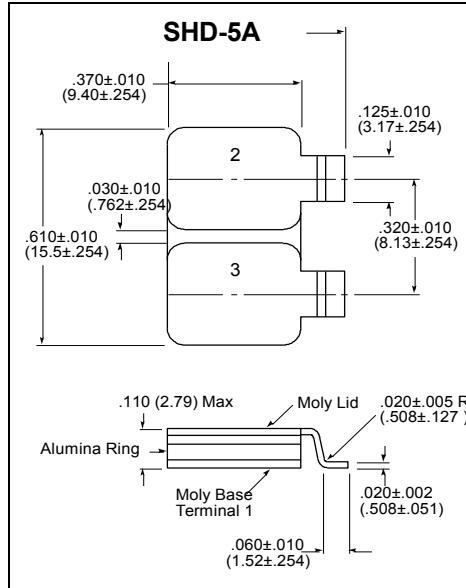 SHD-5A
.370±.010
(9.40±.254)
.125±.010
(3.17±.254)
2
.030±.010
(.762±.254)
.320±.010
(8.13±.254)
.610±.010
(15.5±.254)
3
.110 (2.79) Max
Moly Lid
.020±.005 R
(.508±.127 )
Alumina Ring
Moly Base
Terminal 1
.020±.002
(.508±.051)
.060±.010
(1.52±.254)